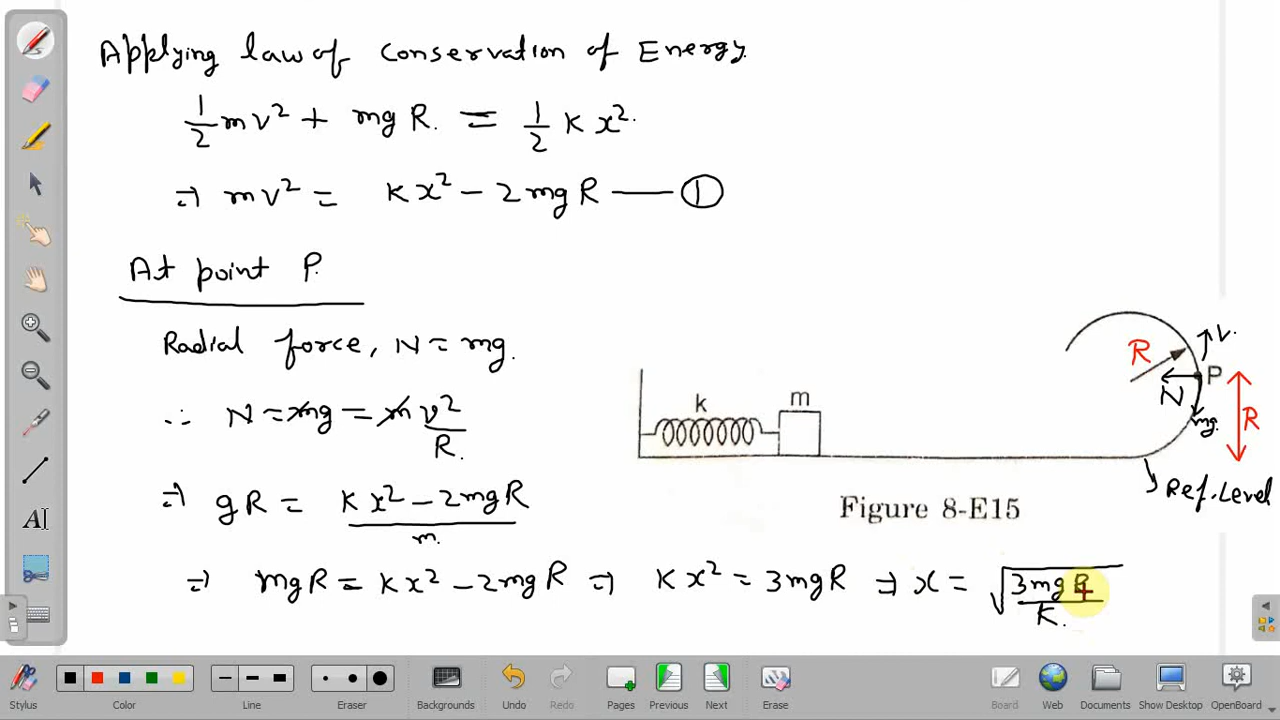 Applying law of Conservation of Energy.
1/2 mv² + mgR = 1/2 Kx².
⇒ mv² = Kx² − 2mgR —— ①
At point P.
Radial force, N = mg.
∴ N = mg = m v²/R.
⇒ gR = (Kx² − 2mgR)/m.
⇒ mgR = Kx² − 2mgR ⇒ Kx² = 3mgR ⇒ x = √(3mgR/K).
R
V.
P
N
mg.
R
k
m
Ref. Level
Figure 8-E15
Stylus
Color
Line
Eraser
Backgrounds
Undo
Redo
Pages
Previous
Next
Erase
Board
Web
Documents
Show Desktop
OpenBoard